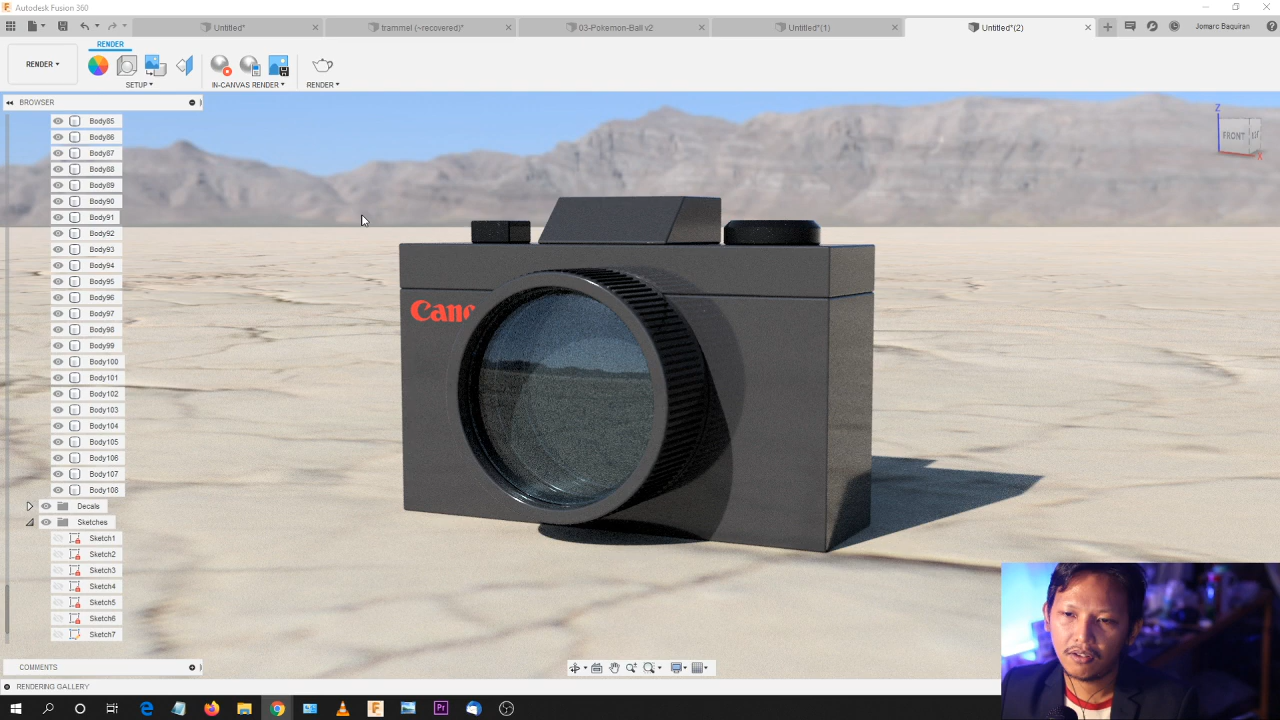 Autodesk Fusion 360
Untitled*
trammel (~recovered)*
03-Pokemon-Ball v2
Untitled*(1)
Untitled*(2)
Jomarc Baquiran
RENDER
RENDER
SETUP
IN-CANVAS RENDER
RENDER
BROWSER
Body85
Body86
Body87
Body88
Body89
Body90
Body91
Body92
Body93
Body94
Body95
Body96
Body97
Body98
Body99
Body100
Body101
Body102
Body103
Body104
Body105
Body106
Body107
Body108
Decals
Sketches
Sketch1
Sketch2
Sketch3
Sketch4
Sketch5
Sketch6
Sketch7
Z
FRONT
X
Canc
COMMENTS
RENDERING GALLERY
Pr